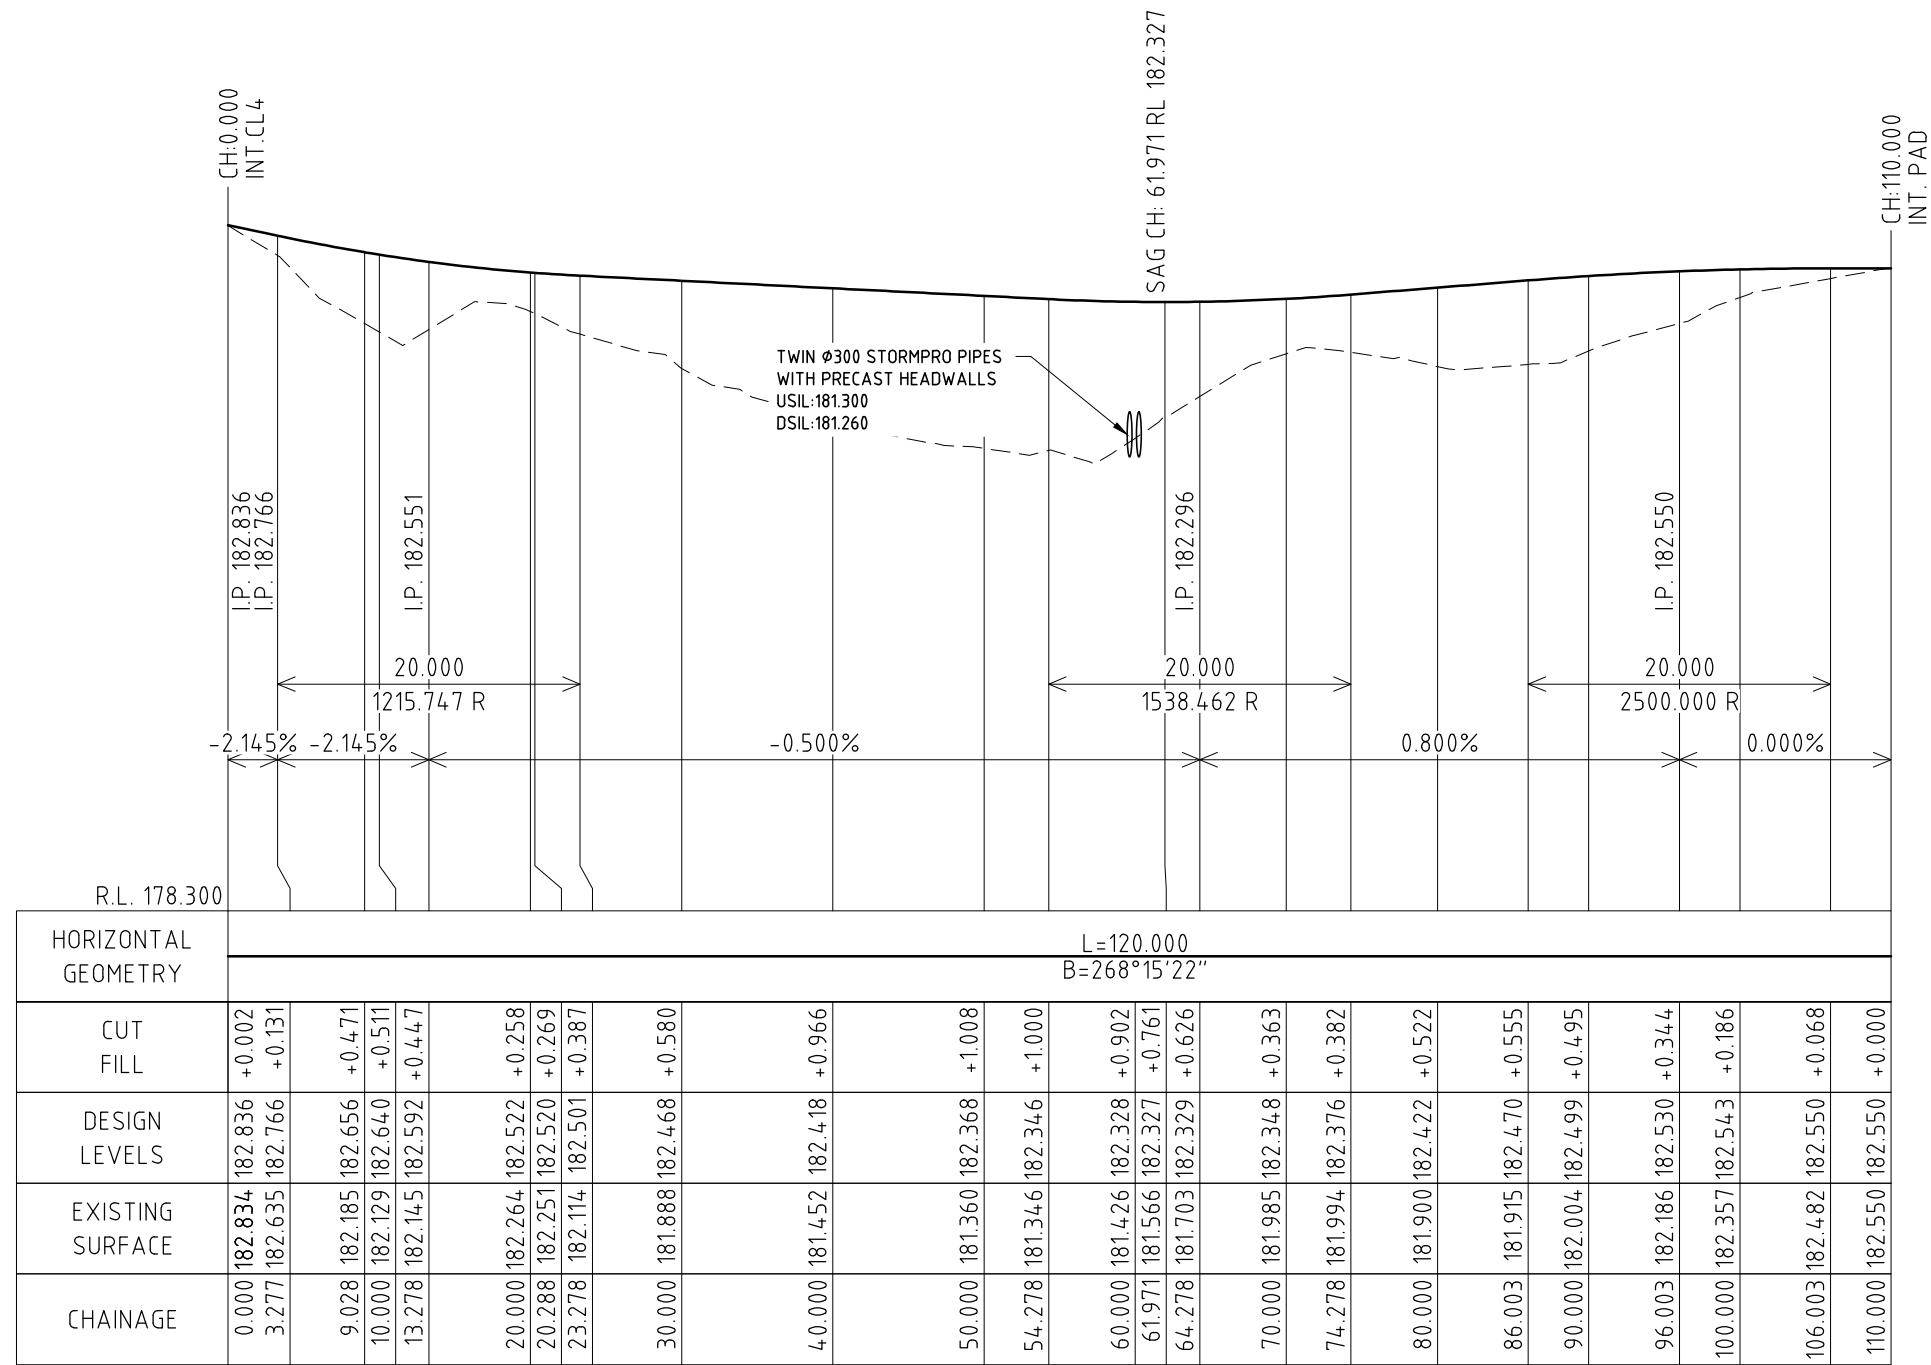 CH:0.000
INT.CL4
SAG CH: 61.971 RL 182.327
CH:110.000
INT. PAD
TWIN Ø300 STORMPRO PIPES
WITH PRECAST HEADWALLS
USIL:181.300
DSIL:181.260
I.P. 182.836
I.P. 182.766
I.P. 182.551
I.P. 182.296
I.P. 182.550
20.000
1215.747 R
20.000
1538.462 R
20.000
2500.000 R
-2.145%
-2.145%
-0.500%
0.800%
0.000%
R.L. 178.300
HORIZONTAL
GEOMETRY
L=120.000
B=268°15'22"
CUT
FILL
+0.002 +0.131 +0.471 +0.511 +0.447 +0.258 +0.269 +0.387 +0.580 +0.966 +1.008 +1.000 +0.902 +0.761 +0.626 +0.363 +0.382 +0.522 +0.555 +0.495 +0.344 +0.186 +0.068 +0.000
DESIGN
LEVELS
182.836 182.766 182.656 182.640 182.592 182.522 182.520 182.501 182.468 182.418 182.368 182.346 182.328 182.327 182.329 182.348 182.376 182.422 182.470 182.499 182.530 182.543 182.550 182.550
EXISTING
SURFACE
182.834 182.635 182.185 182.129 182.145 182.264 182.251 182.114 181.888 181.452 181.360 181.346 181.426 181.566 181.703 181.985 181.994 181.900 181.915 182.004 182.186 182.357 182.482 182.550
CHAINAGE
0.000 3.277 9.028 10.000 13.278 20.000 20.288 23.278 30.000 40.000 50.000 54.278 60.000 61.971 64.278 70.000 74.278 80.000 86.003 90.000 96.003 100.000 106.003 110.000